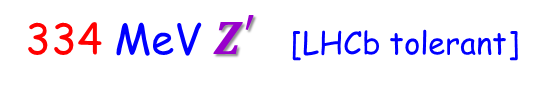 334 MeV Z′ [LHCb tolerant]